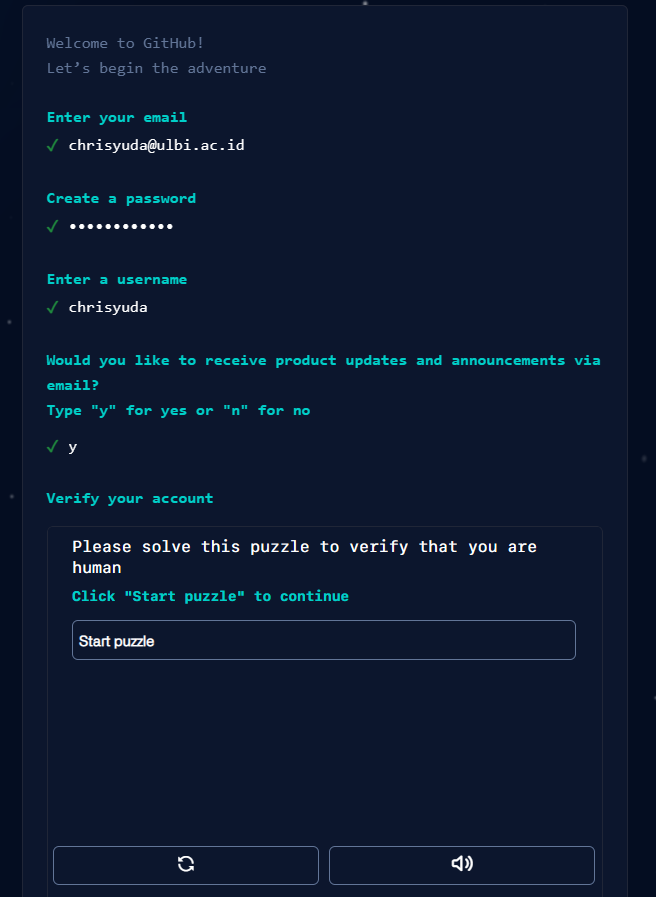 Welcome to GitHub!
Let’s begin the adventure
Enter your email
✓ chrisyuda@ulbi.ac.id
Create a password
✓ ••••••••••••
Enter a username
✓ chrisyuda
Would you like to receive product updates and announcements via
email?
Type "y" for yes or "n" for no
✓ y
Verify your account
Please solve this puzzle to verify that you are
human
Click "Start puzzle" to continue
Start puzzle